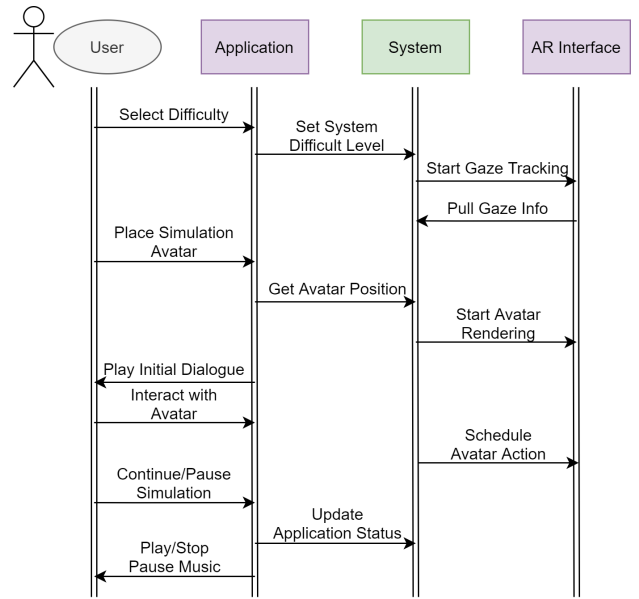 User
Application
System
AR Interface
Select Difficulty
Set System
Difficult Level
Start Gaze Tracking
Pull Gaze Info
Place Simulation
Avatar
Get Avatar Position
Start Avatar
Rendering
Play Initial Dialogue
Interact with
Avatar
Schedule
Avatar Action
Continue/Pause
Simulation
Update
Application Status
Play/Stop
Pause Music